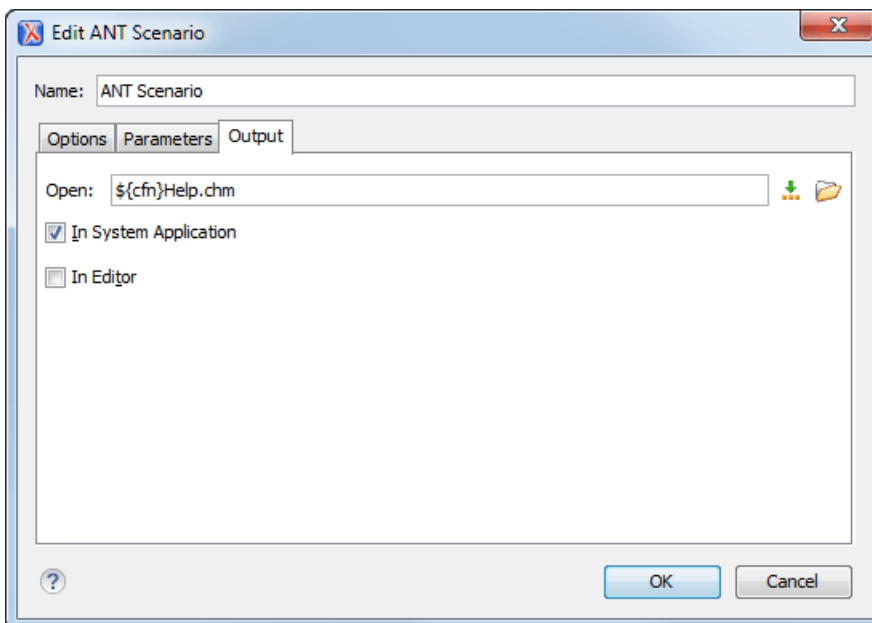 Edit ANT Scenario
Name: ANT Scenario
Options Parameters Output
Open: ${cfn}Help.chm
In System Application
In Editor
OK Cancel